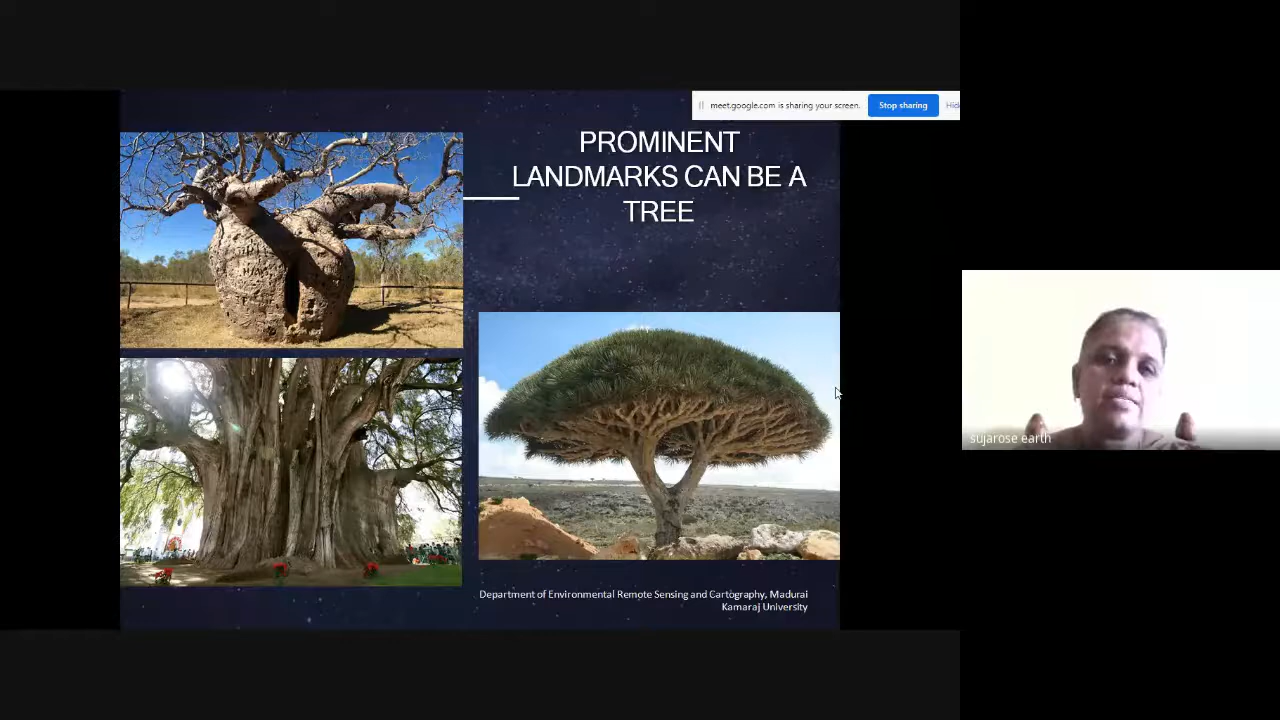 meet.google.com is sharing your screen.
Stop sharing
PROMINENT
LANDMARKS CAN BE A
TREE
sujarose earth
Department of Environmental Remote Sensing and Cartography, Madurai
Kamaraj University